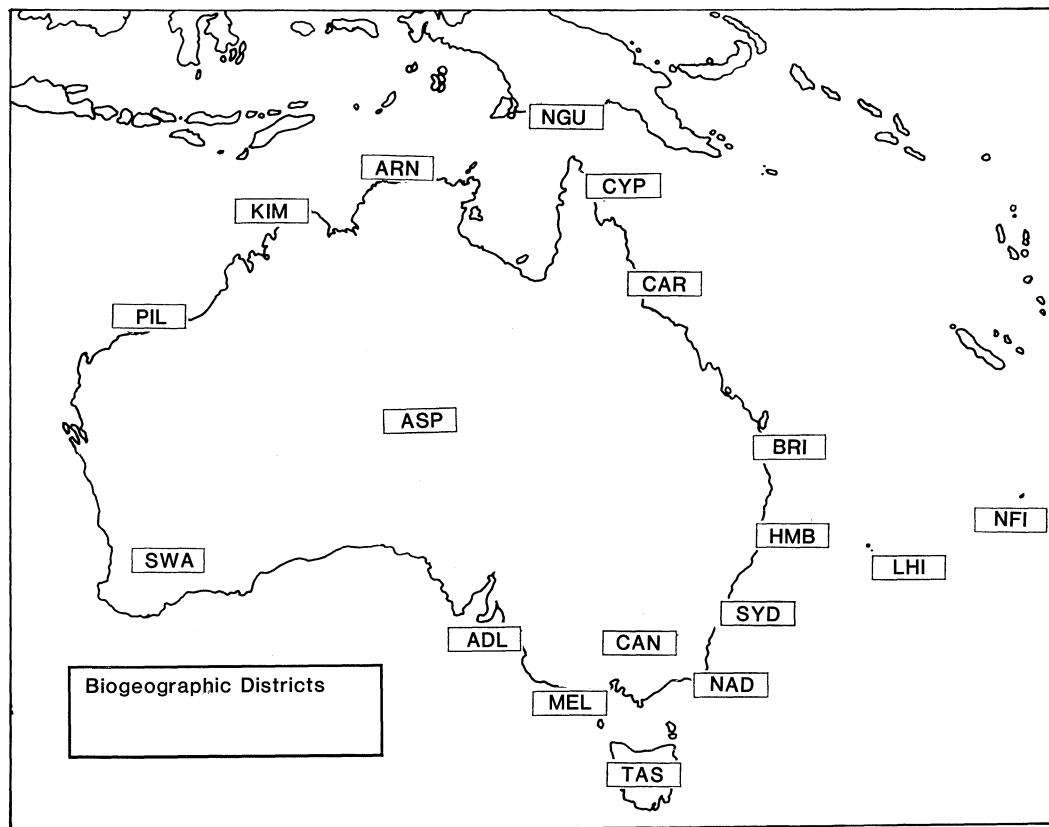 NGU
ARN
CYP
KIM
CAR
PIL
ASP
BRI
NFI
HMB
SWA
LHI
SYD
ADL
CAN
NAD
Biogeographic Districts
MEL
TAS